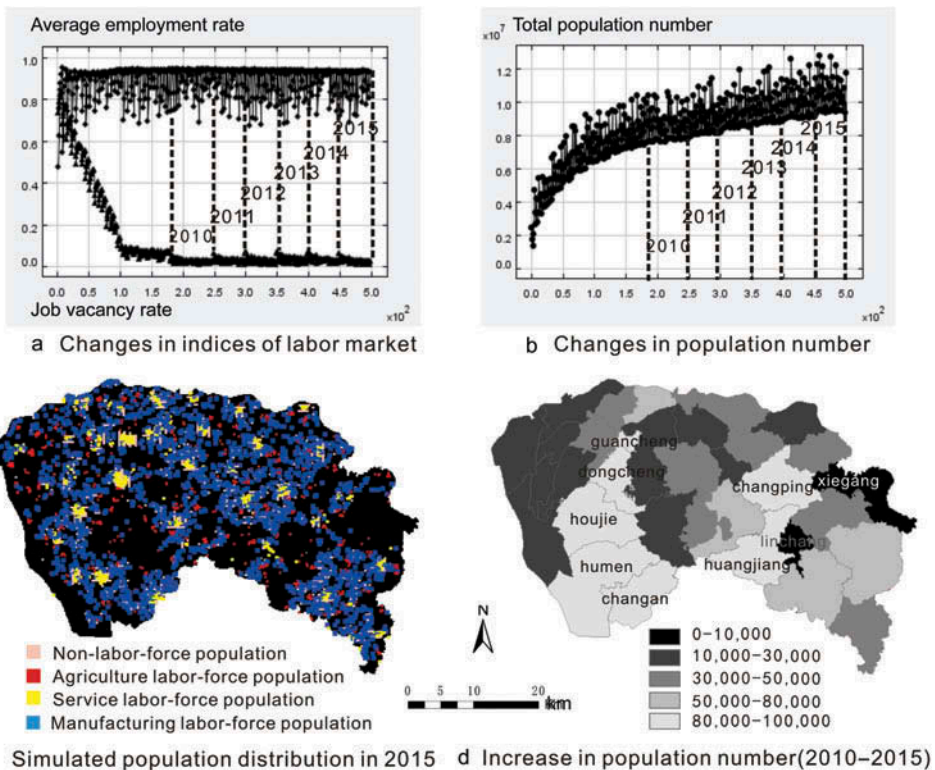 Average employment rate
1.0
0.8
0.6
0.4
0.2
0.0
2010
2011
2012
2013
2014
2015
0.0 0.5 1.0 1.5 2.0 2.5 3.0 3.5 4.0 4.5 5.0
Job vacancy rate
x10²
a Changes in indices of labor market
x10⁷
Total population number
1.2
1.0
0.8
0.6
0.4
0.2
0.0
2010
2011
2012
2013
2014
2015
0.0 0.5 1.0 1.5 2.0 2.5 3.0 3.5 4.0 4.5 5.0
x10²
b Changes in population number
Non-labor-force population
Agriculture labor-force population
Service labor-force population
Manufacturing labor-force population
Simulated population distribution in 2015
N
0 5 10 20
km
guancheng
dongcheng
changping
xiegang
houjie
linchang
humen
huangjiang
changan
0-10,000
10,000-30,000
30,000-50,000
50,000-80,000
80,000-100,000
d Increase in population number(2010-2015)